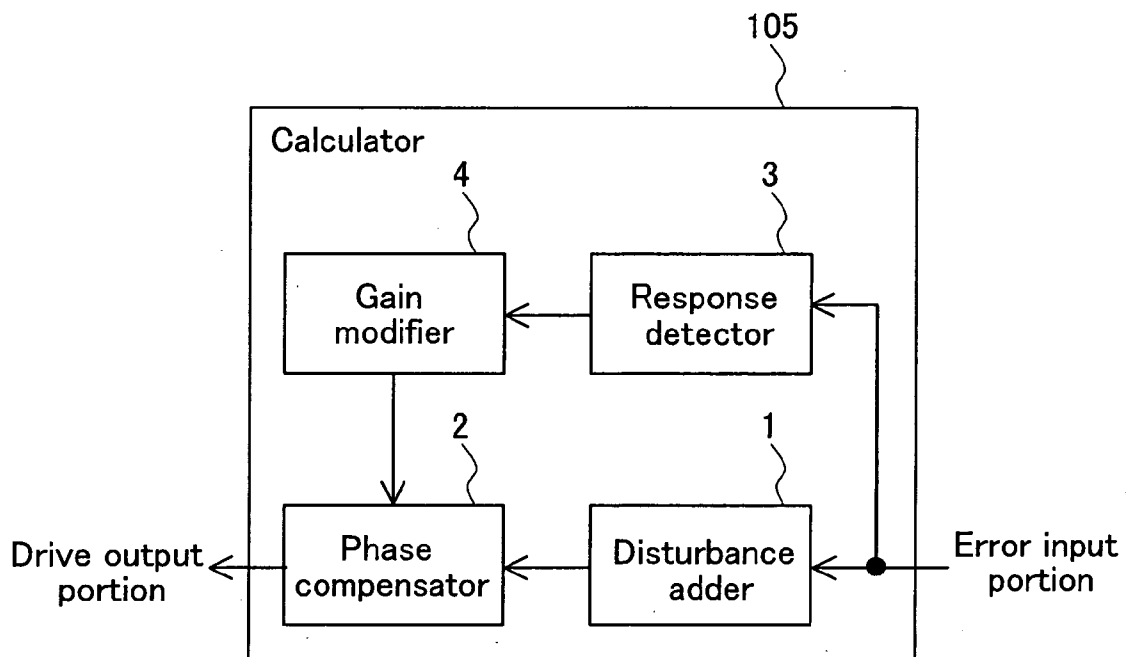 105
Calculator
4
3
Gain
modifier
Response
detector
2
1
Drive output
portion
Phase
compensator
Disturbance
adder
Error input
portion